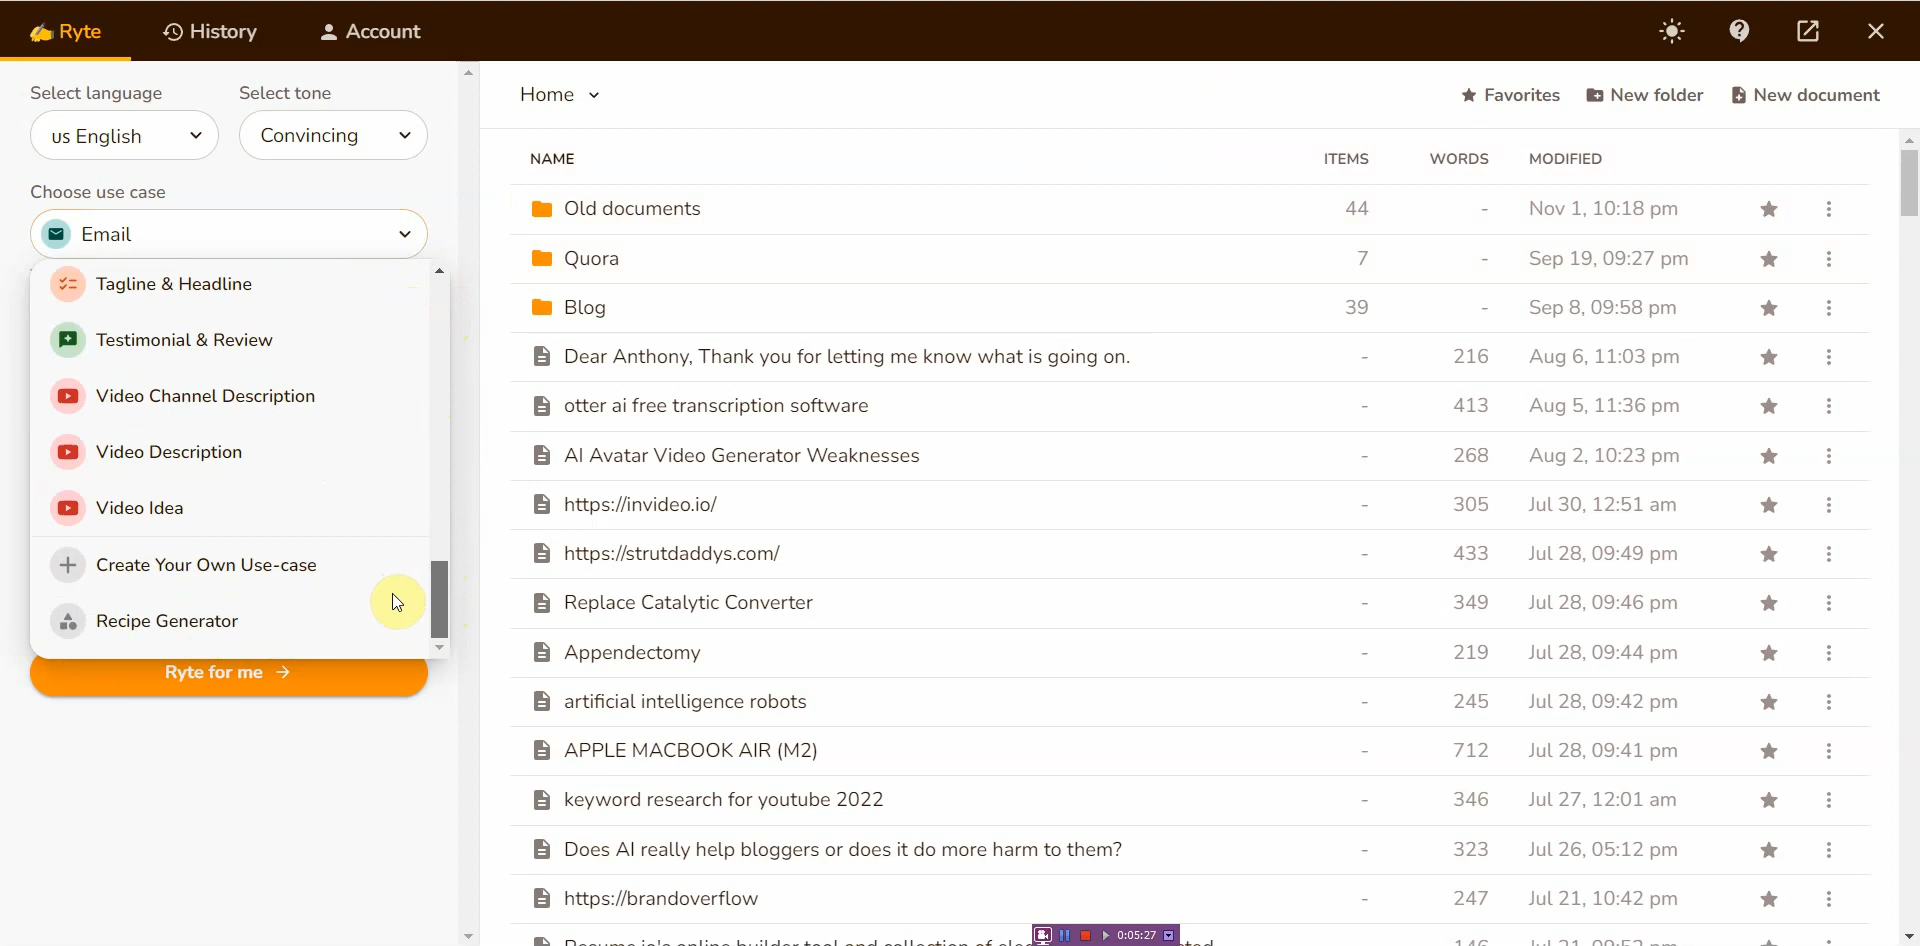 Ryte
History
Account
Select language
Select tone
us English
Convincing
Choose use case
Email
Tagline & Headline
Testimonial & Review
Video Channel Description
Video Description
Video Idea
Create Your Own Use-case
Recipe Generator
Ryte for me →
Home
Favorites
New folder
New document
NAME ITEMS WORDS MODIFIED
Old documents 44 - Nov 1, 10:18 pm
Quora 7 - Sep 19, 09:27 pm
Blog 39 - Sep 8, 09:58 pm
Dear Anthony, Thank you for letting me know what is going on. - 216 Aug 6, 11:03 pm
otter ai free transcription software - 413 Aug 5, 11:36 pm
AI Avatar Video Generator Weaknesses - 268 Aug 2, 10:23 pm
https://invideo.io/ - 305 Jul 30, 12:51 am
https://strutdaddys.com/ - 433 Jul 28, 09:49 pm
Replace Catalytic Converter - 349 Jul 28, 09:46 pm
Appendectomy - 219 Jul 28, 09:44 pm
artificial intelligence robots - 245 Jul 28, 09:42 pm
APPLE MACBOOK AIR (M2) - 712 Jul 28, 09:41 pm
keyword research for youtube 2022 - 346 Jul 27, 12:01 am
Does AI really help bloggers or does it do more harm to them? - 323 Jul 26, 05:12 pm
https://brandoverflow - 247 Jul 21, 10:42 pm
0:05:27